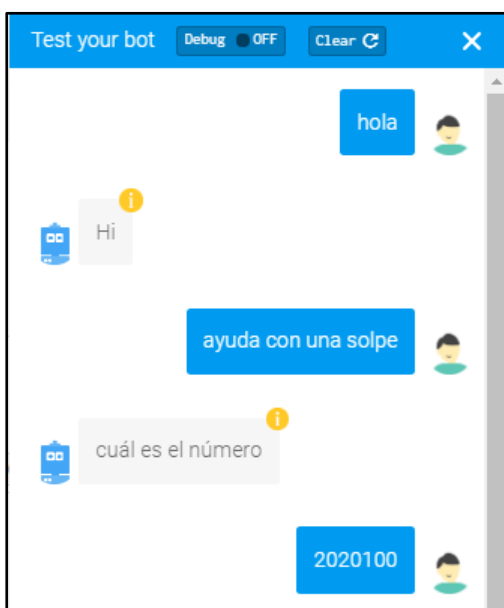 Test your bot Debug OFF Clear
hola
Hi
ayuda con una solpe
cuál es el número
2020100